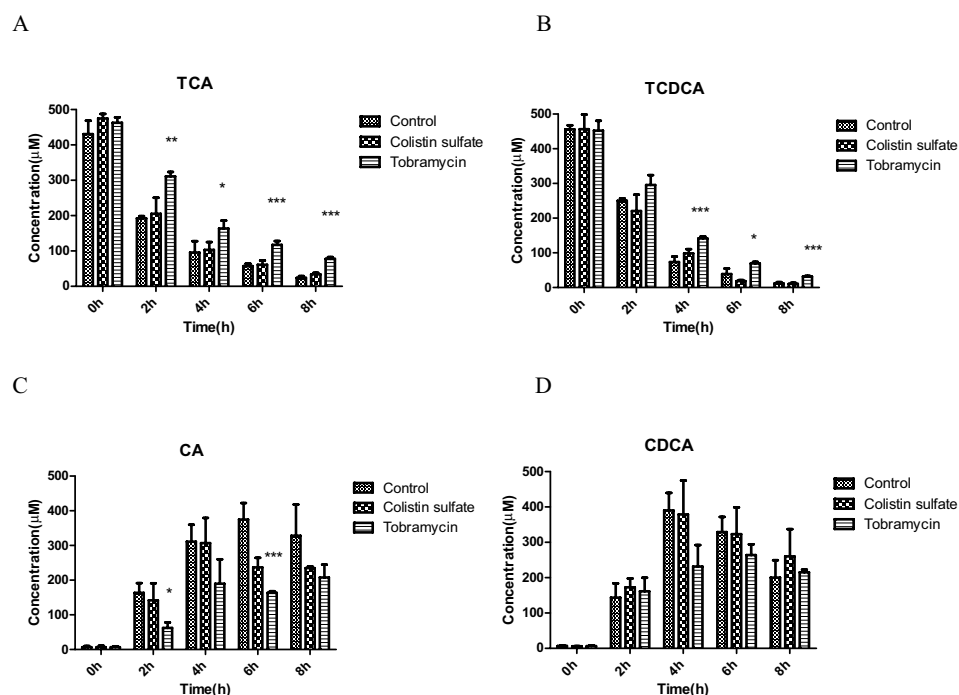 A
TCA
Concentration(µM)
500
400
300
200
100
0
**
*
***
***
0h 2h 4h 6h 8h
Time(h)
Control
Colistin sulfate
Tobramycin
B
TCDCA
Concentration(µM)
500
400
300
200
100
0
***
*
***
0h 2h 4h 6h 8h
Time(h)
Control
Colistin sulfate
Tobramycin
C
CA
Concentration(µM)
500
400
300
200
100
0
*
***
0h 2h 4h 6h 8h
Time(h)
Control
Colistin sulfate
Tobramycin
D
CDCA
Concentration(µM)
500
400
300
200
100
0
0h 2h 4h 6h 8h
Time(h)
Control
Colistin sulfate
Tobramycin